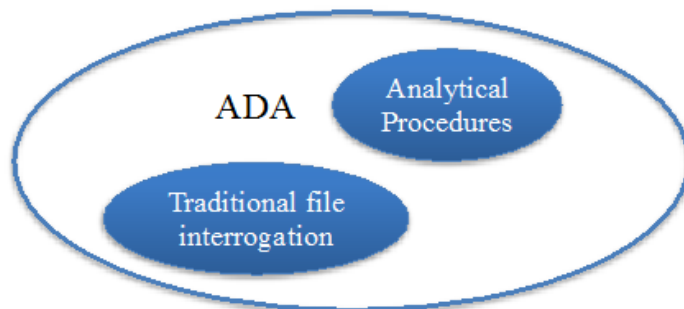 ADA
Analytical
Procedures
Traditional file
interrogation